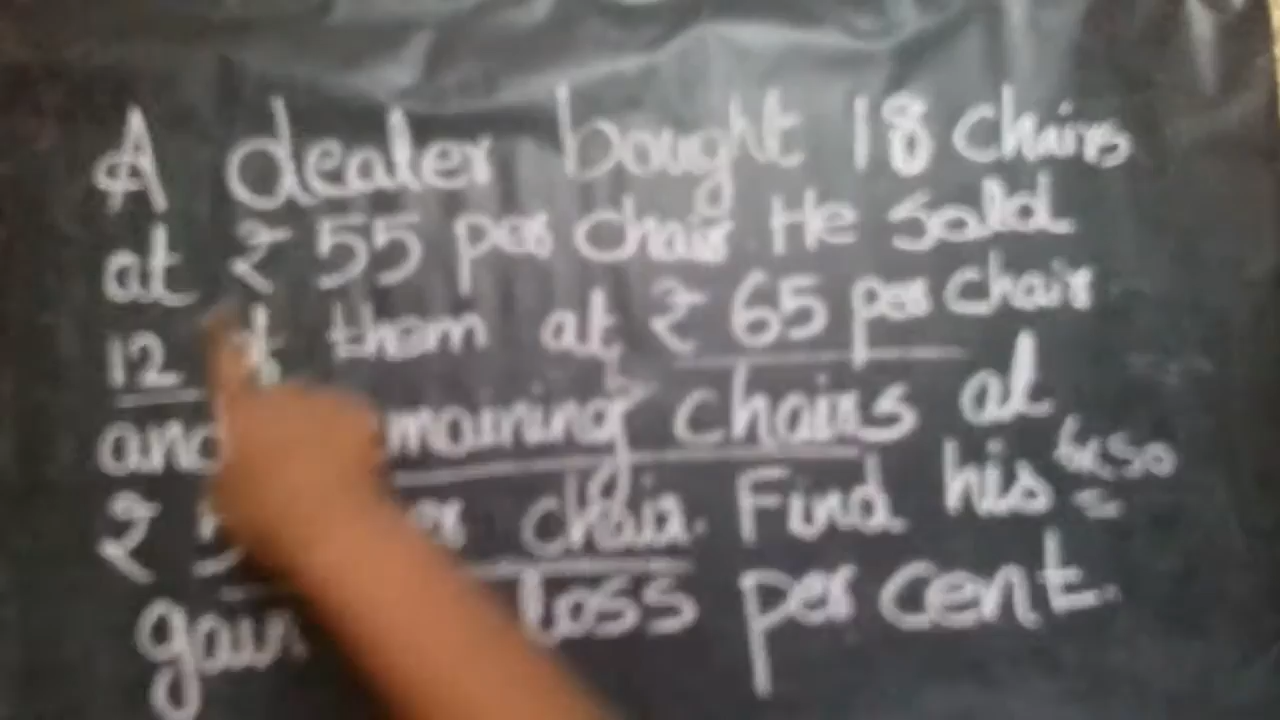 A dealer bought 18 chairs
at ₹ 55 per chair. He sold
12 them at ₹ 65 per chair
and chairs at
₹ chair. Find his
6x50
loss per cent.